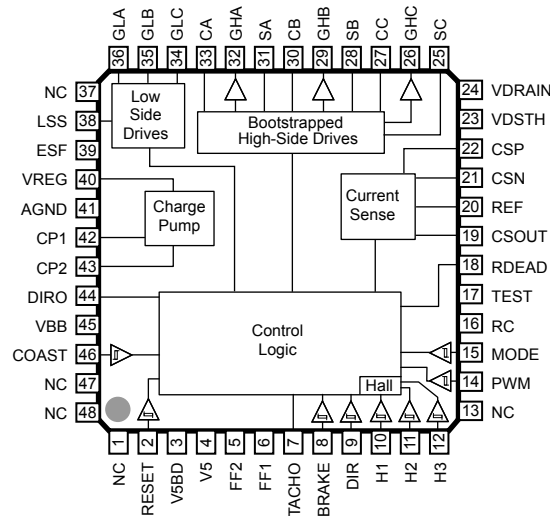 GLA
GLB
GLC
CA
GHA
SA
CB
GHB
SB
CC
GHC
SC
36
35
34
33
32
31
30
29
28
27
26
25
NC 37
LSS 38
ESF 39
VREG 40
AGND 41
CP1 42
CP2 43
DIRO 44
VBB 45
COAST 46
NC 47
NC 48
Low
Side
Drives
Bootstrapped
High-Side Drives
Charge
Pump
Current
Sense
Control
Logic
Hall
24 VDRAIN
23 VDSTH
22 CSP
21 CSN
20 REF
19 CSOUT
18 RDEAD
17 TEST
16 RC
15 MODE
14 PWM
13 NC
1
2
3
4
5
6
7
8
9
10
11
12
NC
RESET
V5BD
V5
FF2
FF1
TACHO
BRAKE
DIR
H1
H2
H3